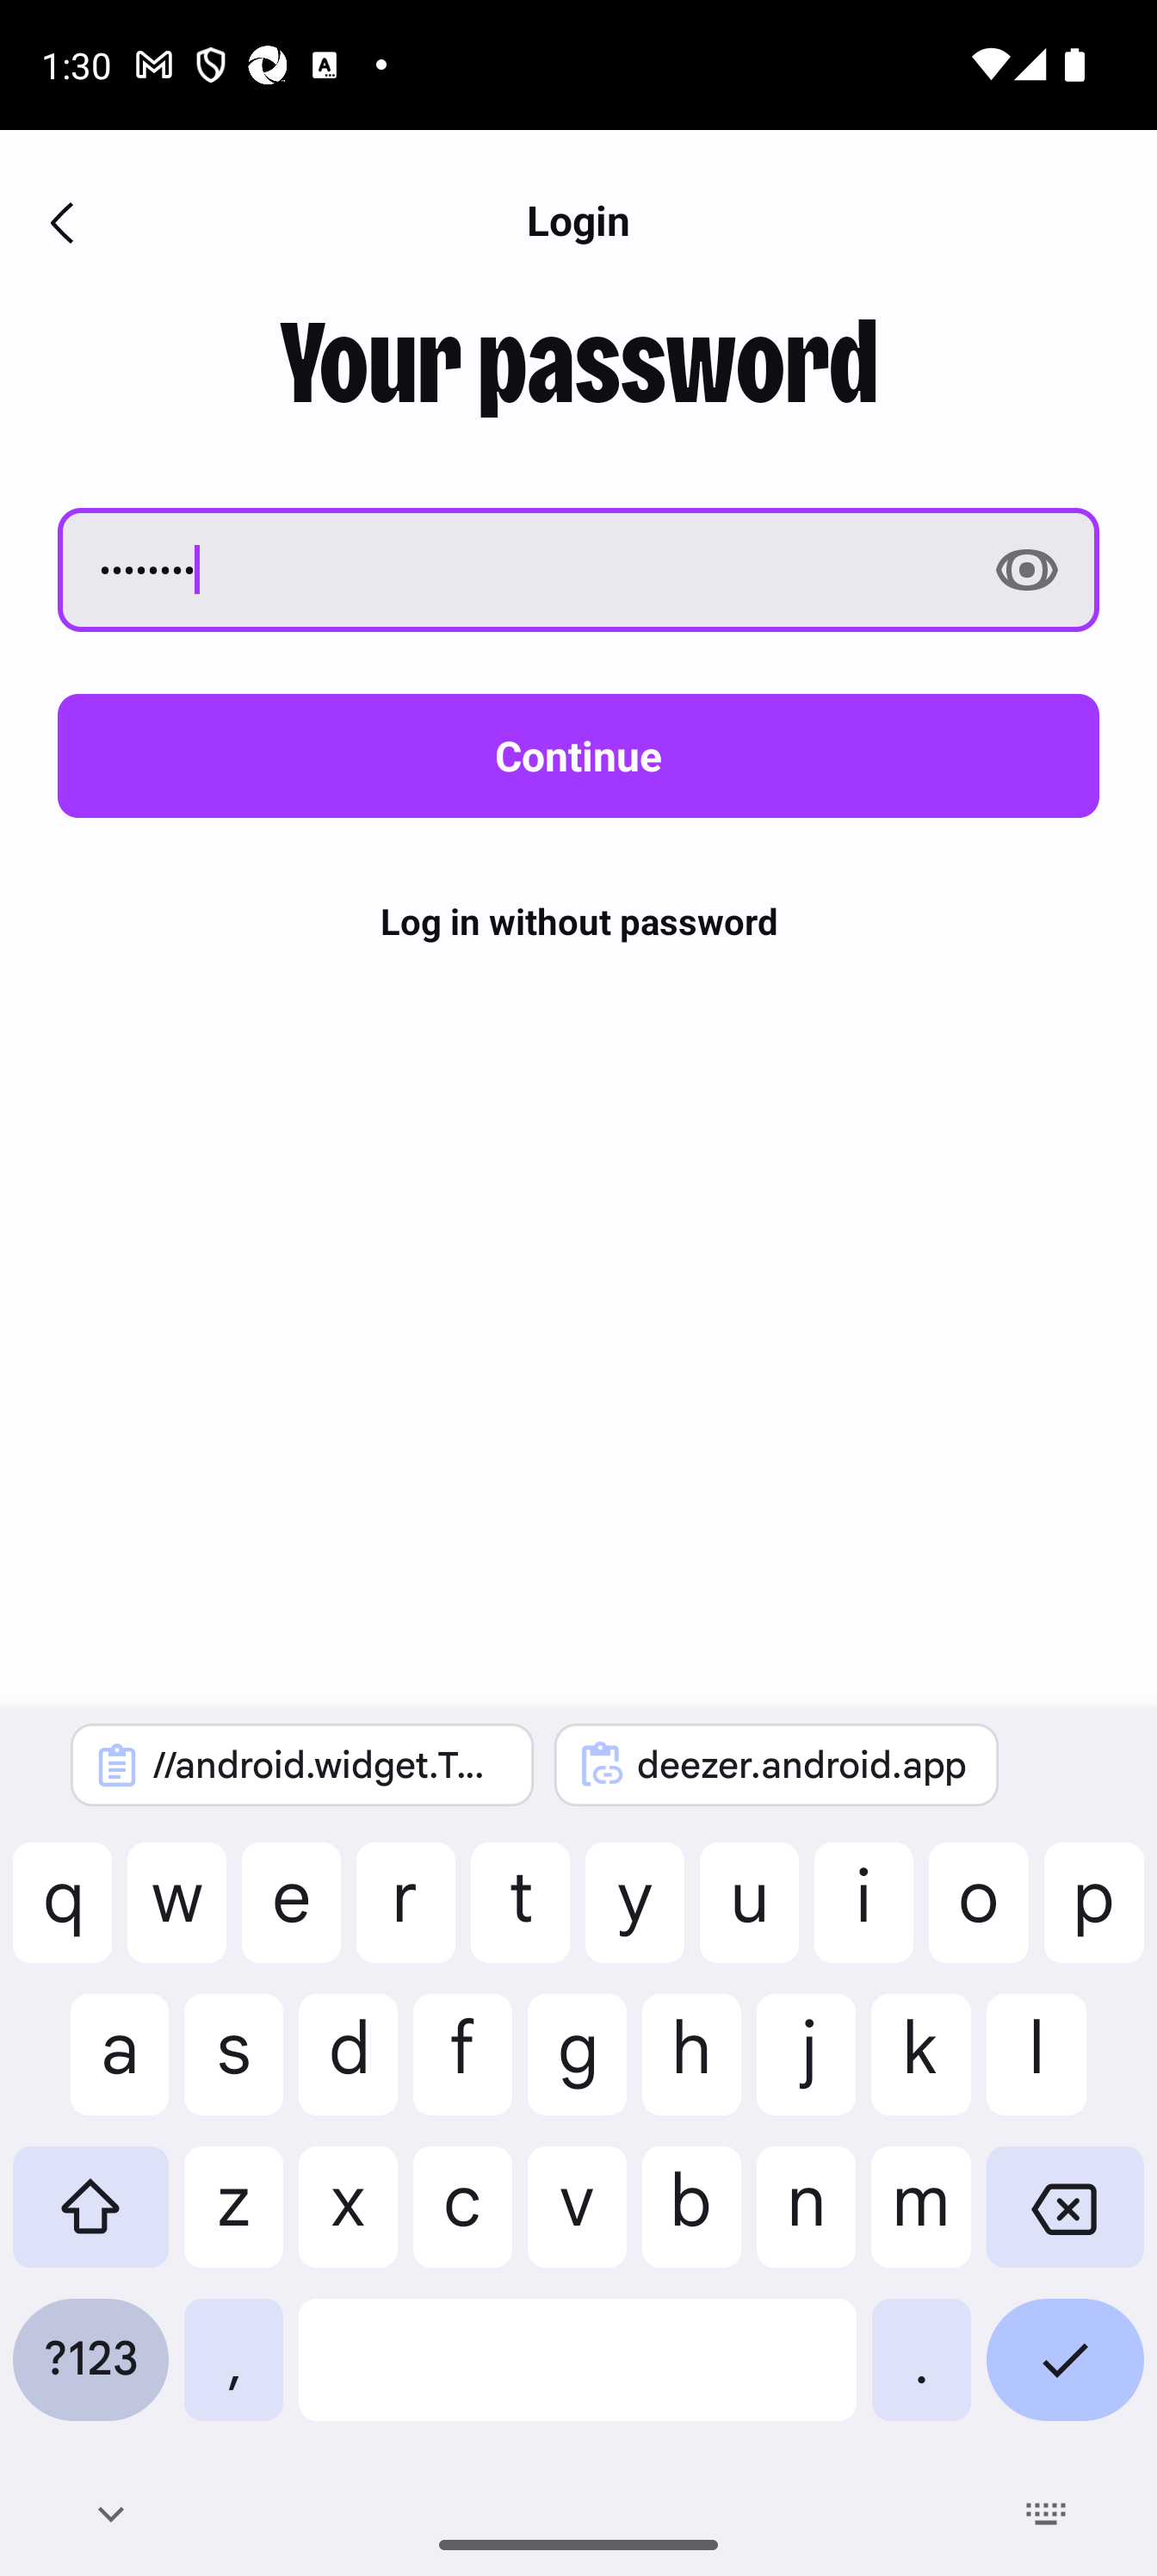 1:30
Login
Your password
••••••••
Continue
Log in without password
//android.widget.T...
deezer.android.app
q w e r t y u i o p
a s d f g h j k l
z x c v b n m
?123 , .